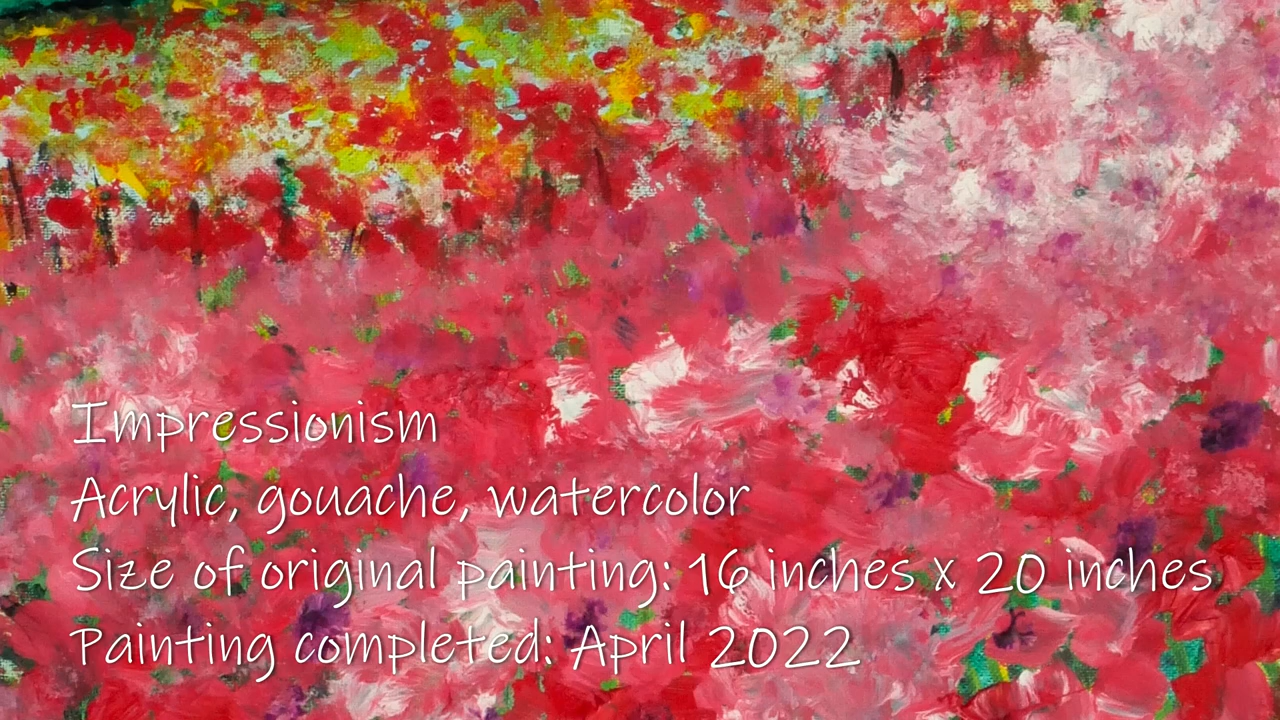 Impressionism
Acrylic, gouache, watercolor
Size of original painting: 16 inches x 20 inches
Painting completed: April 2022